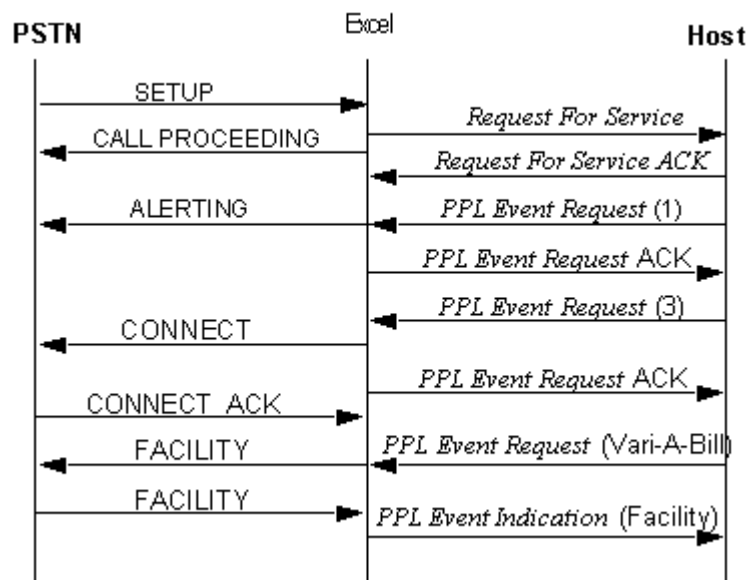 PSTN
Excel
Host
SETUP
Request For Service
CALL PROCEEDING
Request For Service ACK
ALERTING
PPL Event Request (1)
PPL Event Request ACK
PPL Event Request (3)
CONNECT
PPL Event Request ACK
CONNECT ACK
FACILITY
PPL Event Request (Vari-A-Bill)
FACILITY
PPL Event Indication (Facility)